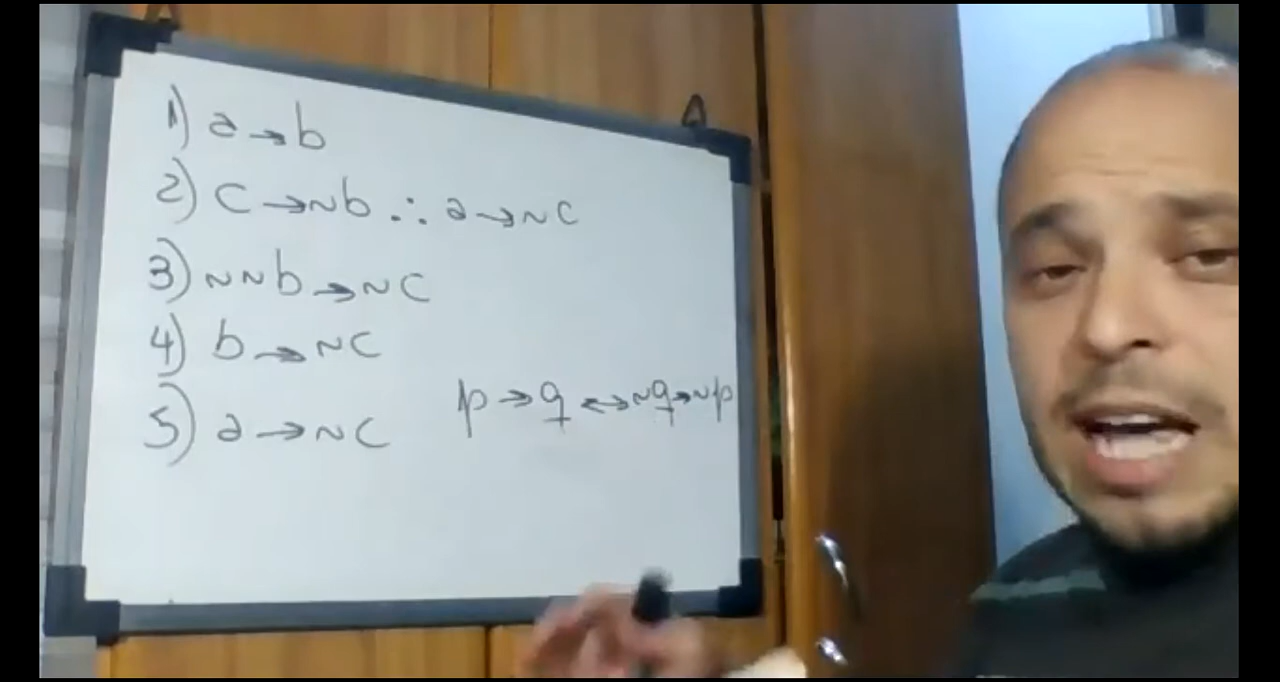 1) a → b
2) c → ~b ∴ a → ~c
3) ~~b → ~c
4) b → ~c
5) a → ~c
p → q ↔ ~q → ~p